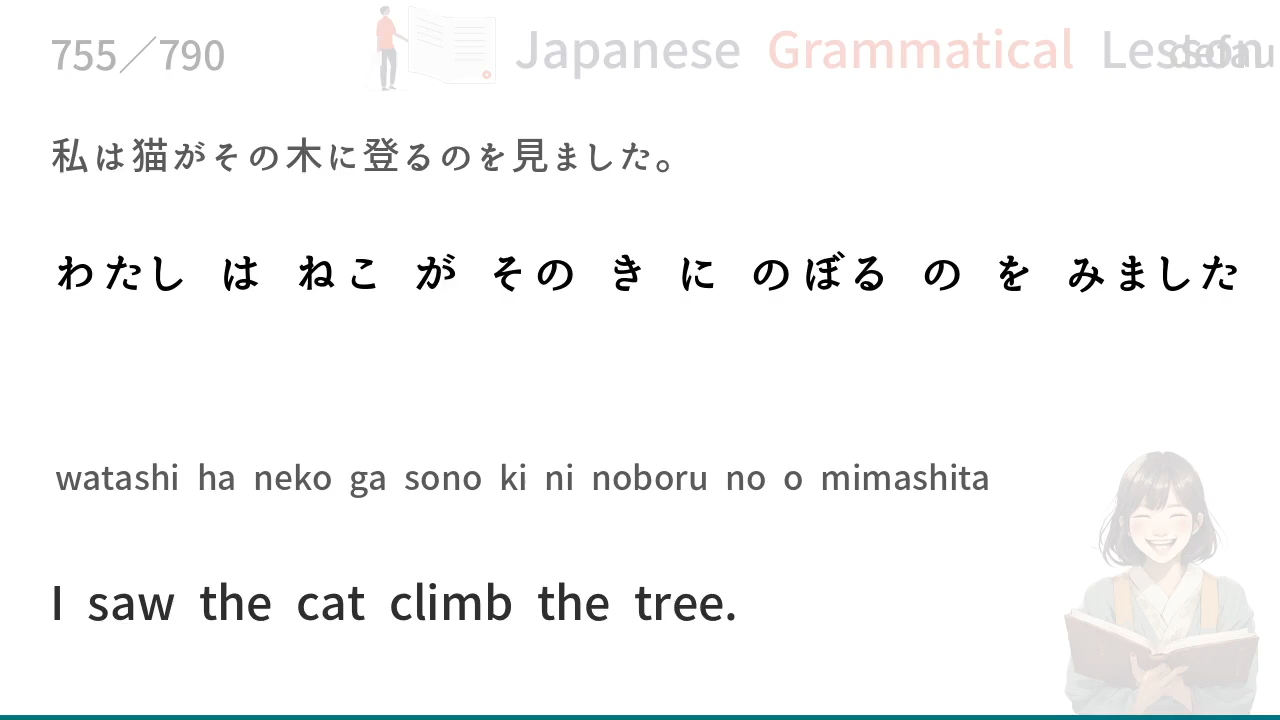 755／790
Japanese Grammatical Lesson
私は猫がその木に登るのを見ました。
わたし は ねこ が その き に のぼる の を みました
watashi ha neko ga sono ki ni noboru no o mimashita
I saw the cat climb the tree.